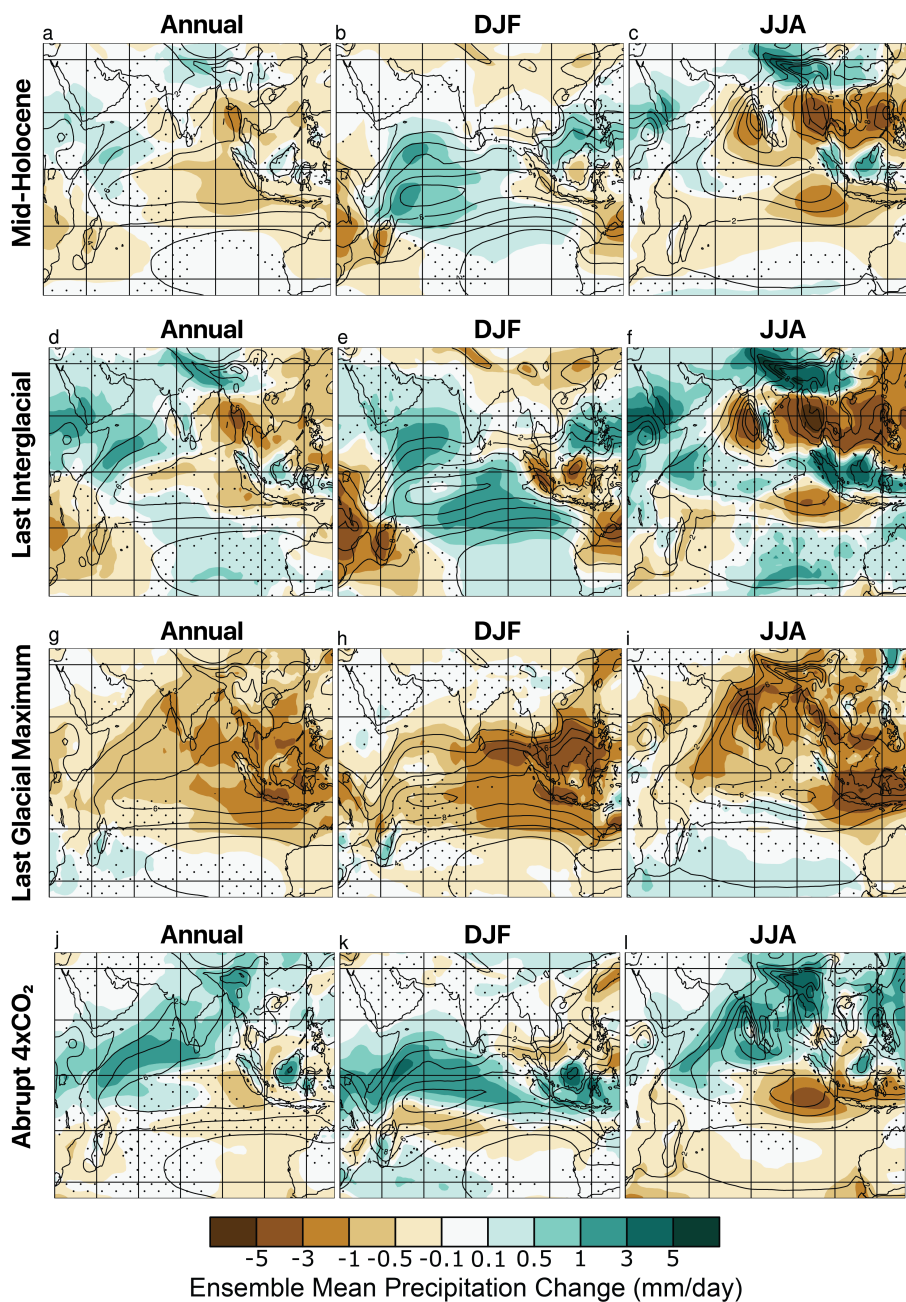 Annual DJF JJA
a b c
Mid-Holocene
Annual DJF JJA
d e f
Last Interglacial
Annual DJF JJA
g h i
Last Glacial Maximum
Annual DJF JJA
j k l
Abrupt 4xCO₂
-5 -3 -1 -0.5 -0.1 0.1 0.5 1 3 5
Ensemble Mean Precipitation Change (mm/day)